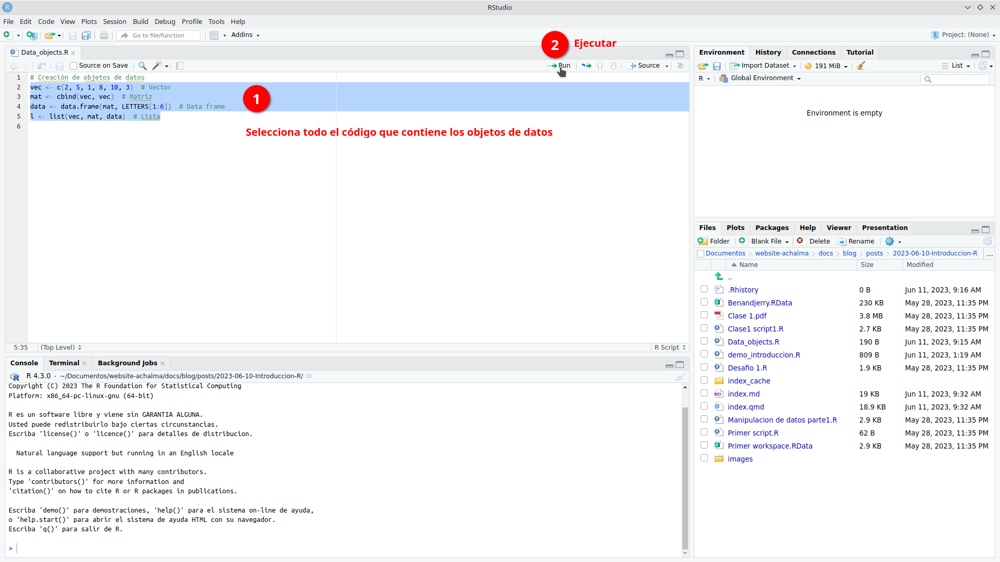 RStudio
File Edit Code View Plots Session Build Debug Profile Tools Help
Go to file/function Addins Project: (None)
2 Ejecutar
Data_objects.R
Source on Save Run Source
1 # Creación de objetos de datos
2 vec <- c(2, 5, 1, 8, 10, 3)  # Vector
3 mat <- cbind(vec, vec)  # Matriz
4 data <- data.frame(mat, LETTERS[1:6])  # Data frame
5 l <- list(vec, mat, data)  # Lista
6
1
Selecciona todo el código que contiene los objetos de datos
5:35 (Top Level) R Script
Console Terminal Background Jobs
R 4.3.0 · ~/Documentos/website-achalma/docs/blog/posts/2023-06-10-Introduccion-R/
Copyright (C) 2023 The R Foundation for Statistical Computing
Platform: x86_64-pc-linux-gnu (64-bit)
R es un software libre y viene sin GARANTIA ALGUNA.
Usted puede redistribuirlo bajo ciertas circunstancias.
Escriba 'license()' o 'licence()' para detalles de distribucion.
Natural language support but running in an English locale
R is a collaborative project with many contributors.
Type 'contributors()' for more information and
'citation()' on how to cite R or R packages in publications.
Escriba 'demo()' para demostraciones, 'help()' para el sistema on-line de ayuda,
o 'help.start()' para abrir el sistema de ayuda HTML con su navegador.
Escriba 'q()' para salir de R.
>
Environment History Connections Tutorial
Import Dataset 191 MiB List
R Global Environment
Environment is empty
Files Plots Packages Help Viewer Presentation
Folder Blank File Delete Rename
Documentos website-achalma docs blog posts 2023-06-10-Introduccion-R ...
Name Size Modified
..
.Rhistory 0 B Jun 11, 2023, 9:16 AM
Benandjerry.RData 230 KB May 28, 2023, 11:35 PM
Clase 1.pdf 3.8 MB May 28, 2023, 11:35 PM
Clase1 script1.R 2.7 KB May 28, 2023, 11:35 PM
Data_objects.R 190 B Jun 11, 2023, 9:15 AM
demo_introduccion.R 809 B Jun 11, 2023, 1:19 AM
Desafio 1.R 1.9 KB May 28, 2023, 11:35 PM
index_cache
index.md 19 KB Jun 11, 2023, 9:32 AM
index.qmd 18.9 KB Jun 11, 2023, 9:32 AM
Manipulacion de datos parte1.R 2.9 KB May 28, 2023, 11:35 PM
Primer script.R 62 B May 28, 2023, 11:35 PM
Primer workspace.RData 2.9 KB May 28, 2023, 11:35 PM
images